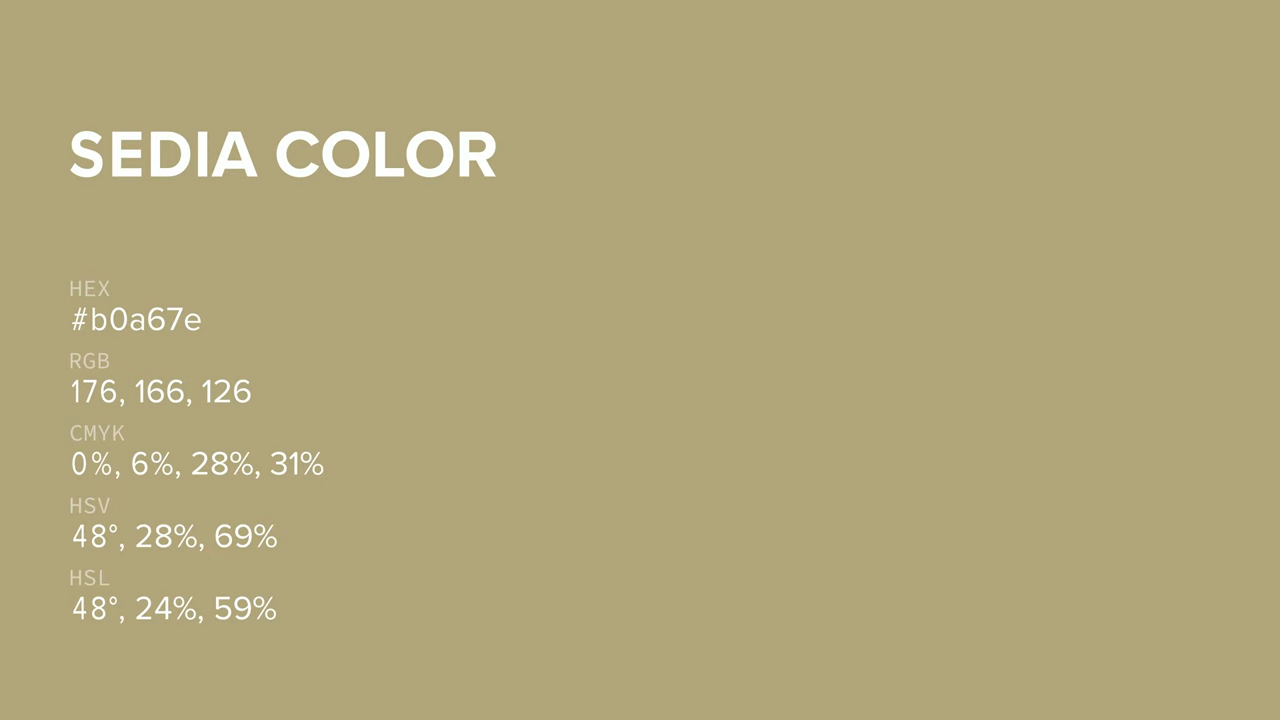 SEDIA COLOR
HEX
#b0a67e
RGB
176, 166, 126
CMYK
0%, 6%, 28%, 31%
HSV
48°, 28%, 69%
HSL
48°, 24%, 59%